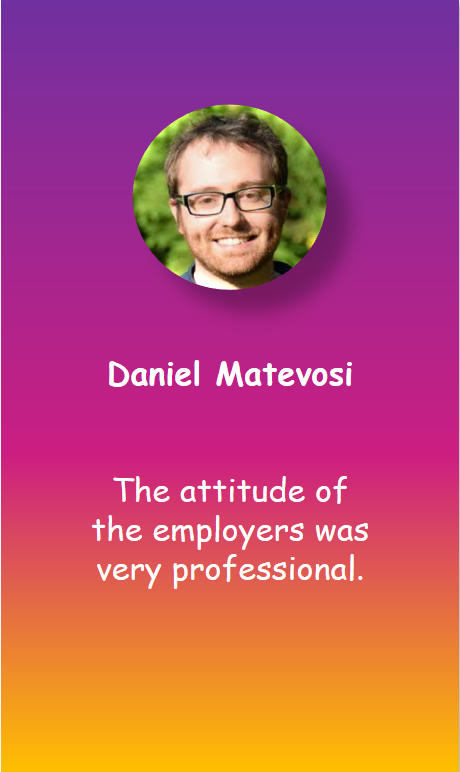 Daniel Matevosi
The attitude of
the employers was
very professional.